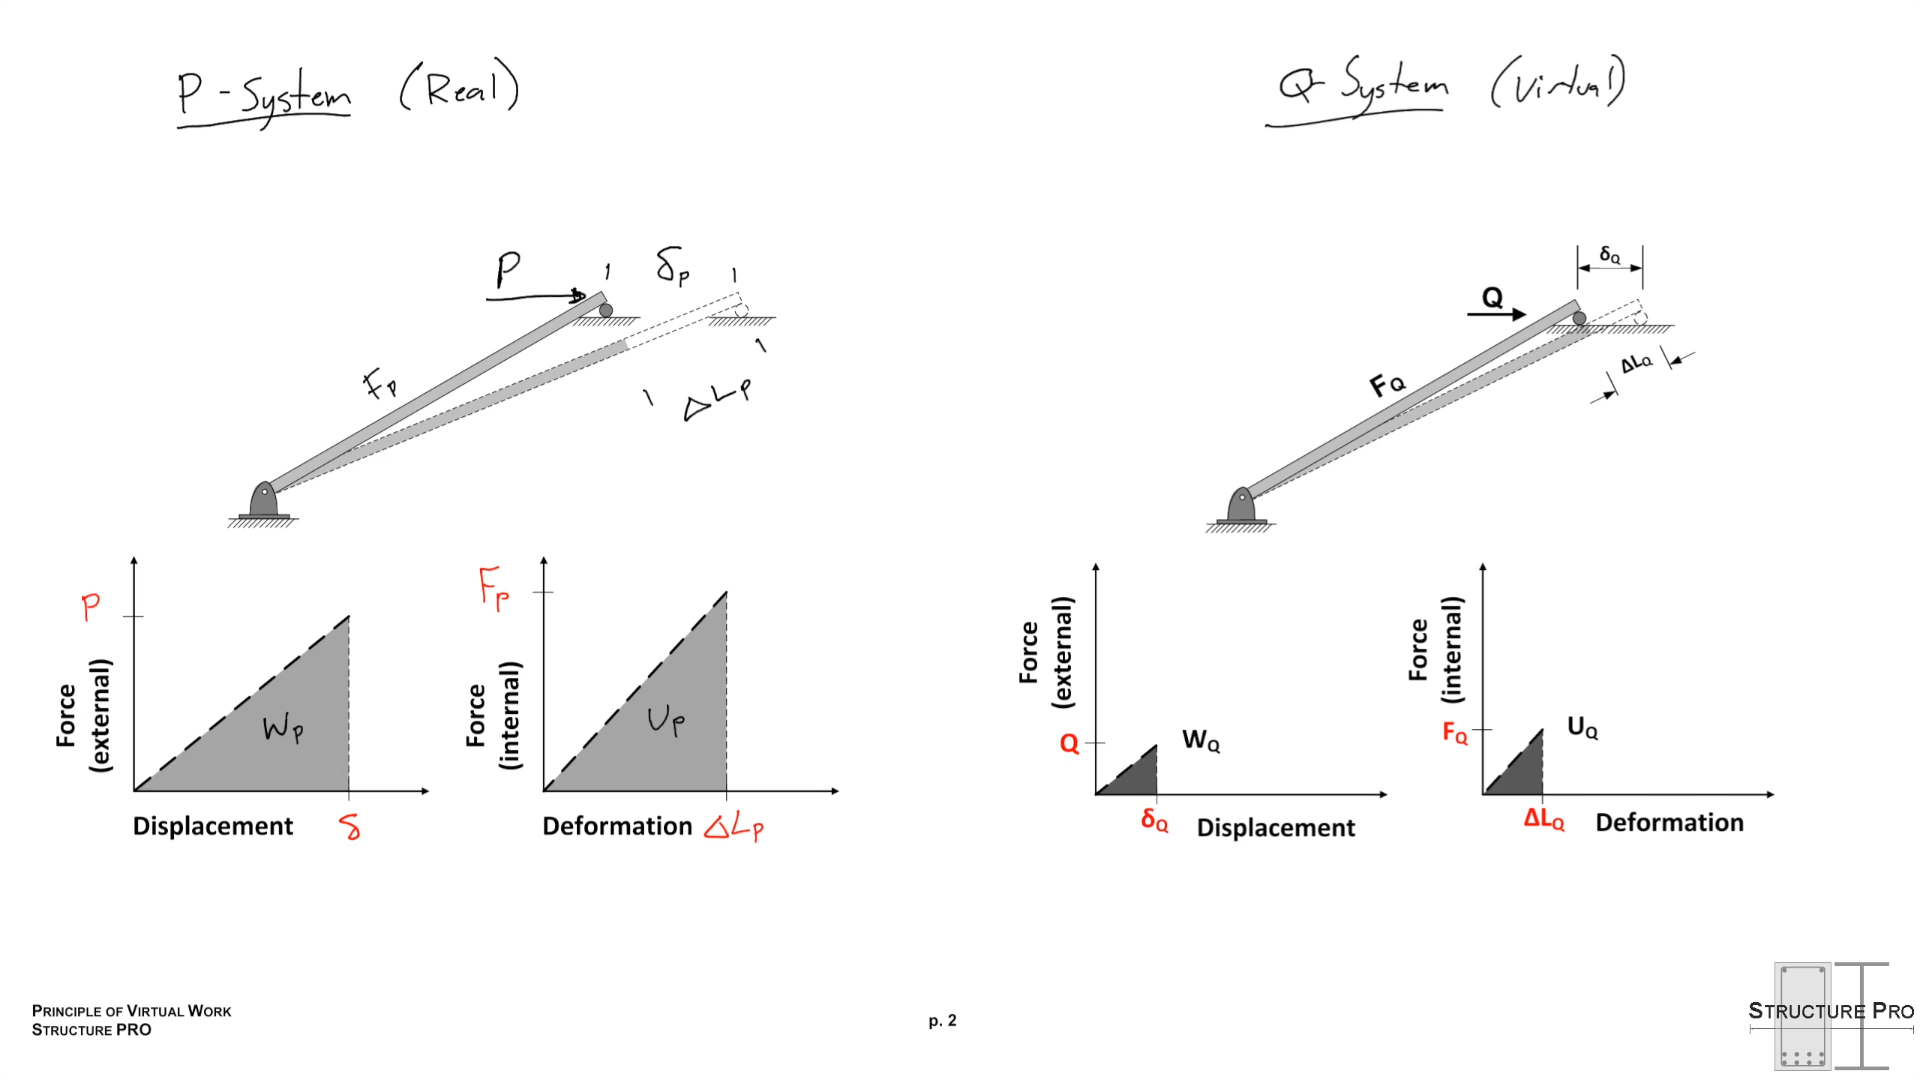 P-System (Real)
Q-System (Virtual)
P
δP
FP
ΔLP
δQ
Q
FQ
ΔLQ
P
Force
(external)
WP
Displacement
δ
FP
Force
(internal)
UP
Deformation
ΔLP
Force
(external)
Q
WQ
δQ
Displacement
Force
(internal)
FQ
UQ
ΔLQ
Deformation
PRINCIPLE OF VIRTUAL WORK
STRUCTURE PRO
p. 2
STRUCTURE PRO